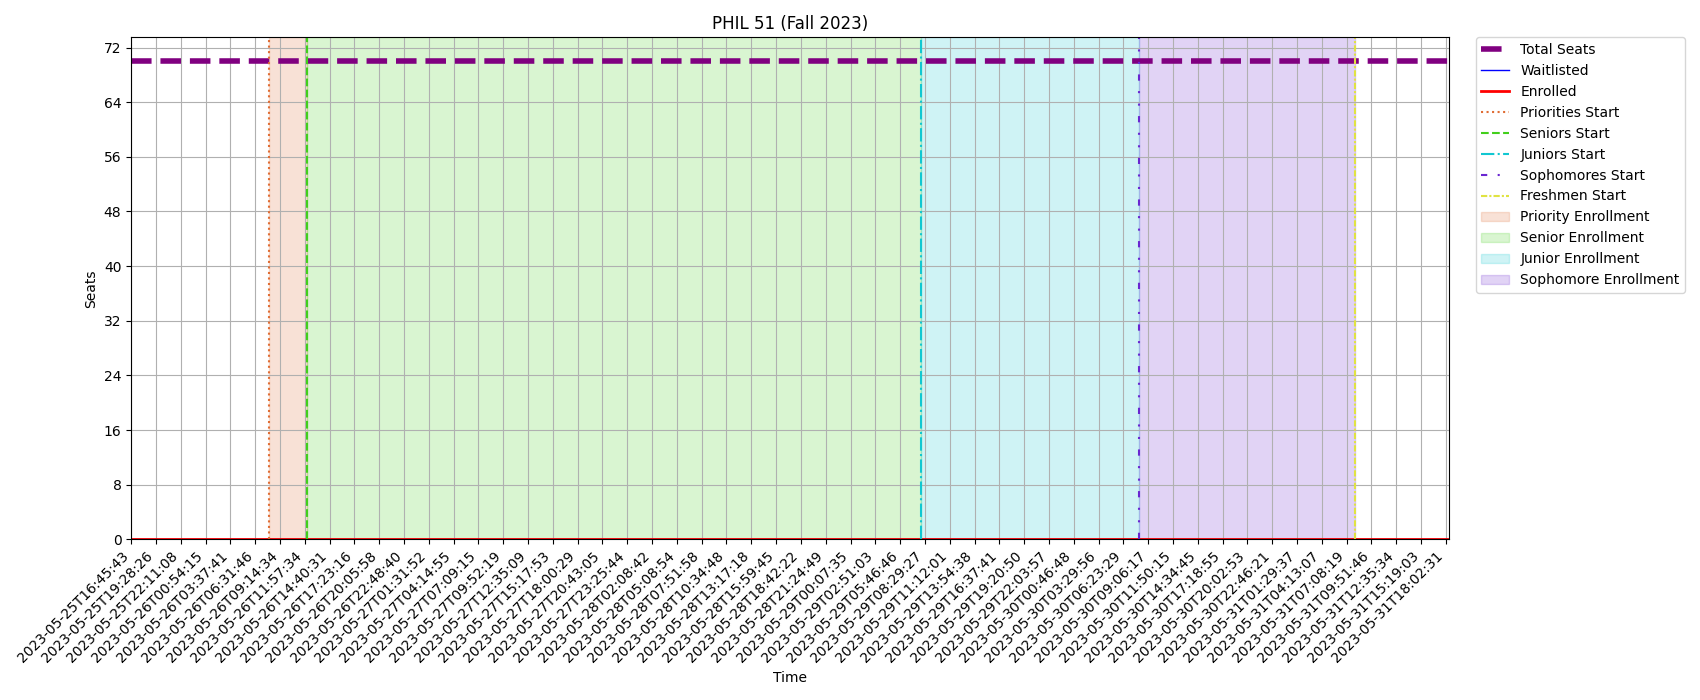 PHIL 51 (Fall 2023)
72
64
56
48
40
32
24
16
8
0
Seats
2023-05-25T16:45:43
2023-05-25T19:28:26
2023-05-25T22:11:08
2023-05-26T00:54:15
2023-05-26T03:37:41
2023-05-26T06:31:46
2023-05-26T09:14:34
2023-05-26T11:57:34
2023-05-26T14:40:31
2023-05-26T17:23:16
2023-05-26T20:05:58
2023-05-26T22:48:40
2023-05-27T01:31:52
2023-05-27T04:14:55
2023-05-27T07:09:15
2023-05-27T09:52:19
2023-05-27T12:35:09
2023-05-27T15:17:53
2023-05-27T18:00:29
2023-05-27T20:43:05
2023-05-27T23:25:44
2023-05-28T02:08:42
2023-05-28T05:08:54
2023-05-28T07:51:58
2023-05-28T10:34:48
2023-05-28T13:17:18
2023-05-28T15:59:45
2023-05-28T18:42:22
2023-05-28T21:24:49
2023-05-29T00:07:35
2023-05-29T02:51:03
2023-05-29T05:46:46
2023-05-29T08:29:27
2023-05-29T11:12:01
2023-05-29T13:54:38
2023-05-29T16:37:41
2023-05-29T19:20:50
2023-05-29T22:03:57
2023-05-30T00:46:48
2023-05-30T03:29:56
2023-05-30T06:23:29
2023-05-30T09:06:17
2023-05-30T11:50:15
2023-05-30T14:34:45
2023-05-30T17:18:55
2023-05-30T20:02:53
2023-05-30T22:46:21
2023-05-31T01:29:37
2023-05-31T04:13:07
2023-05-31T07:08:19
2023-05-31T09:51:46
2023-05-31T12:35:34
2023-05-31T15:19:03
2023-05-31T18:02:31
Time
Total Seats
Waitlisted
Enrolled
Priorities Start
Seniors Start
Juniors Start
Sophomores Start
Freshmen Start
Priority Enrollment
Senior Enrollment
Junior Enrollment
Sophomore Enrollment